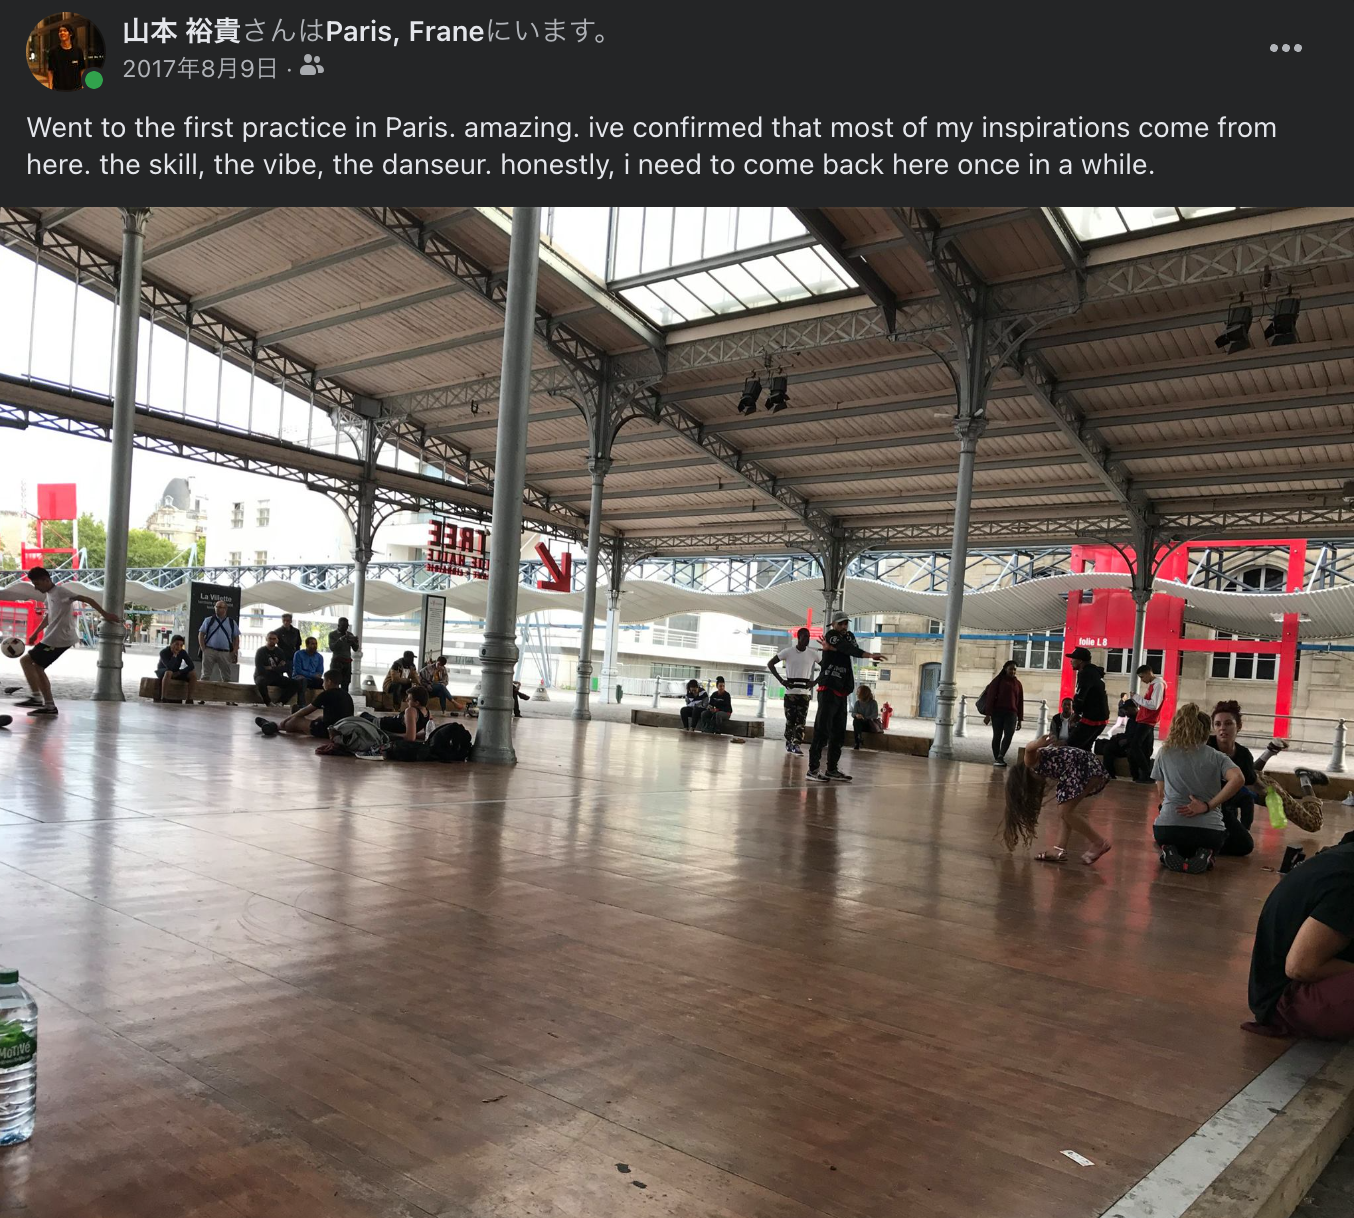 山本 裕貴さんはParis, Franeにいます。
2017年8月9日 ·
Went to the first practice in Paris. amazing. ive confirmed that most of my inspirations come from
here. the skill, the vibe, the danseur. honestly, i need to come back here once in a while.
La Villette
folie L8
MOTiVé